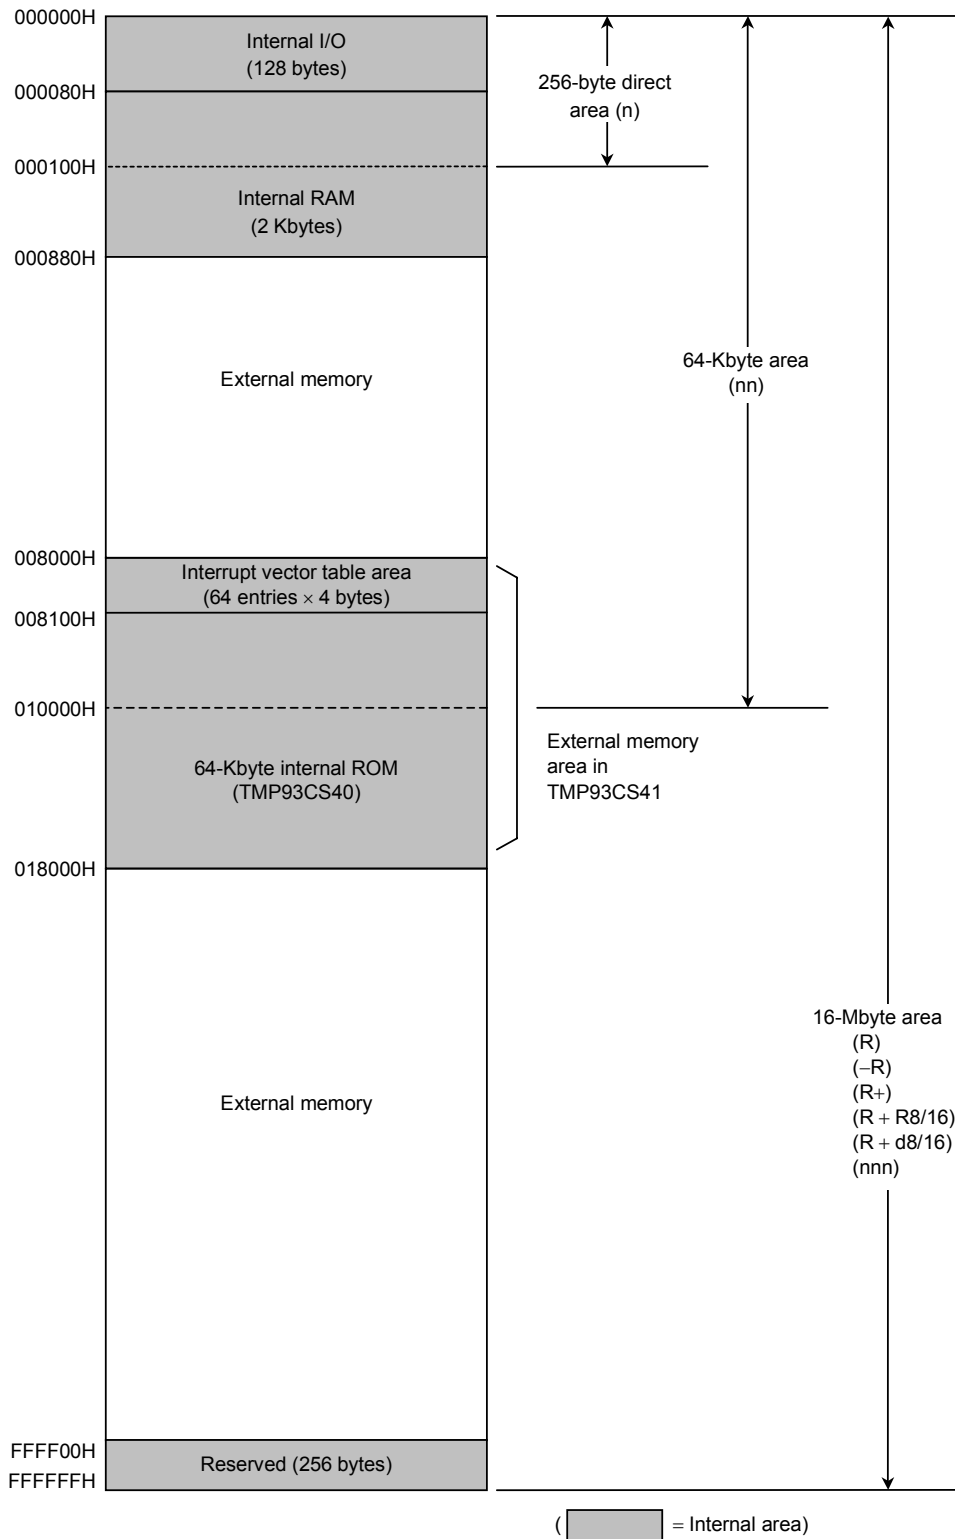 000000H
Internal I/O
(128 bytes)
000080H
256-byte direct
area (n)
000100H
Internal RAM
(2 Kbytes)
000880H
External memory
64-Kbyte area
(nn)
008000H
Interrupt vector table area
(64 entries × 4 bytes)
008100H
010000H
External memory
area in
TMP93CS41
64-Kbyte internal ROM
(TMP93CS40)
018000H
16-Mbyte area
(R)
(−R)
(R+)
(R + R8/16)
(R + d8/16)
(nnn)
External memory
FFFF00H
Reserved (256 bytes)
FFFFFFH
( = Internal area)